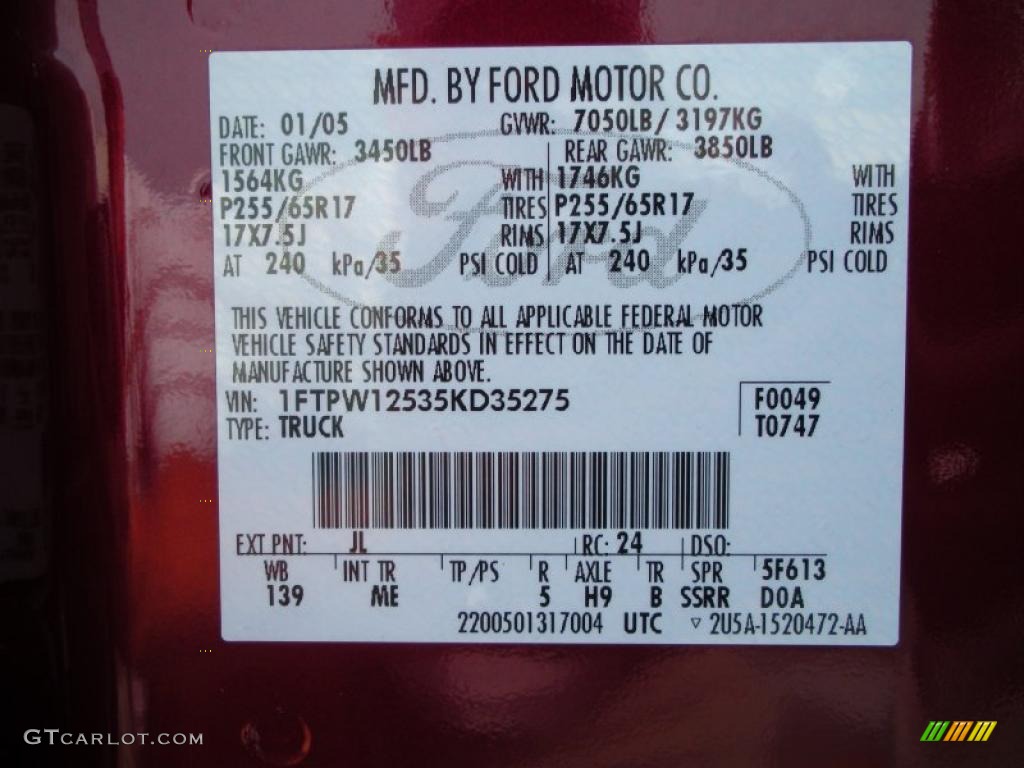 MFD. BY FORD MOTOR CO.
DATE: 01/05 GVWR: 7050LB/ 3197KG
FRONT GAWR: 3450LB REAR GAWR: 3850LB
1564KG WITH 1746KG WITH
P255/65R17 TIRES P255/65R17 TIRES
17X7.5J RIMS 17X7.5J RIMS
AT 240 kPa/35 PSI COLD AT 240 kPa/35 PSI COLD
Ford
THIS VEHICLE CONFORMS TO ALL APPLICABLE FEDERAL MOTOR
VEHICLE SAFETY STANDARDS IN EFFECT ON THE DATE OF
MANUFACTURE SHOWN ABOVE.
VIN: 1FTPW12535KD35275 F0049
TYPE: TRUCK T0747
EXT PNT: JL RC: 24 DSO:
WB INT TR TP/PS R AXLE TR SPR 5F613
139 ME 5 H9 B SSRR D0A
2200501317004 UTC ▽ 2U5A-1520472-AA
GTCARLOT.COM